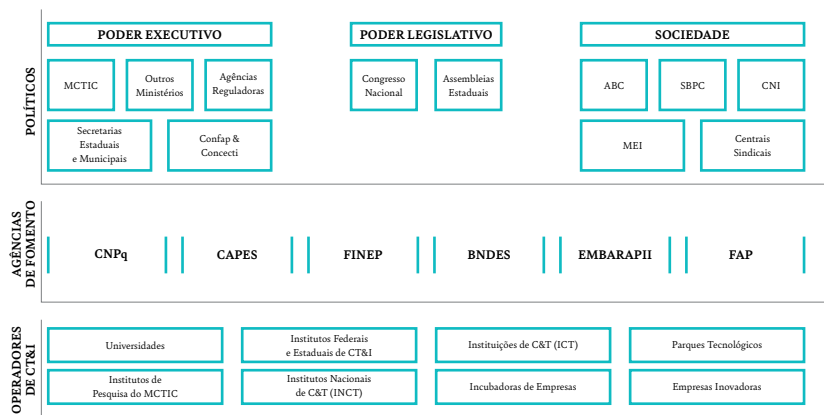 POLÍTICOS
PODER EXECUTIVO
PODER LEGISLATIVO
SOCIEDADE
MCTIC
Outros
Ministérios
Agências
Reguladoras
Congresso
Nacional
Assembleias
Estaduais
ABC
SBPC
CNI
Secretarias
Estaduais
e Municipais
Confap &
Concecti
MEI
Centrais
Sindicais
AGÊNCIAS
DE FOMENTO
CNPq
CAPES
FINEP
BNDES
EMBARAPII
FAP
OPERADORES
DE CT&I
Universidades
Institutos Federais
e Estaduais de CT&I
Instituições de C&T (ICT)
Parques Tecnológicos
Institutos de
Pesquisa do MCTIC
Institutos Nacionais
de C&T (INCT)
Incubadoras de Empresas
Empresas Inovadoras